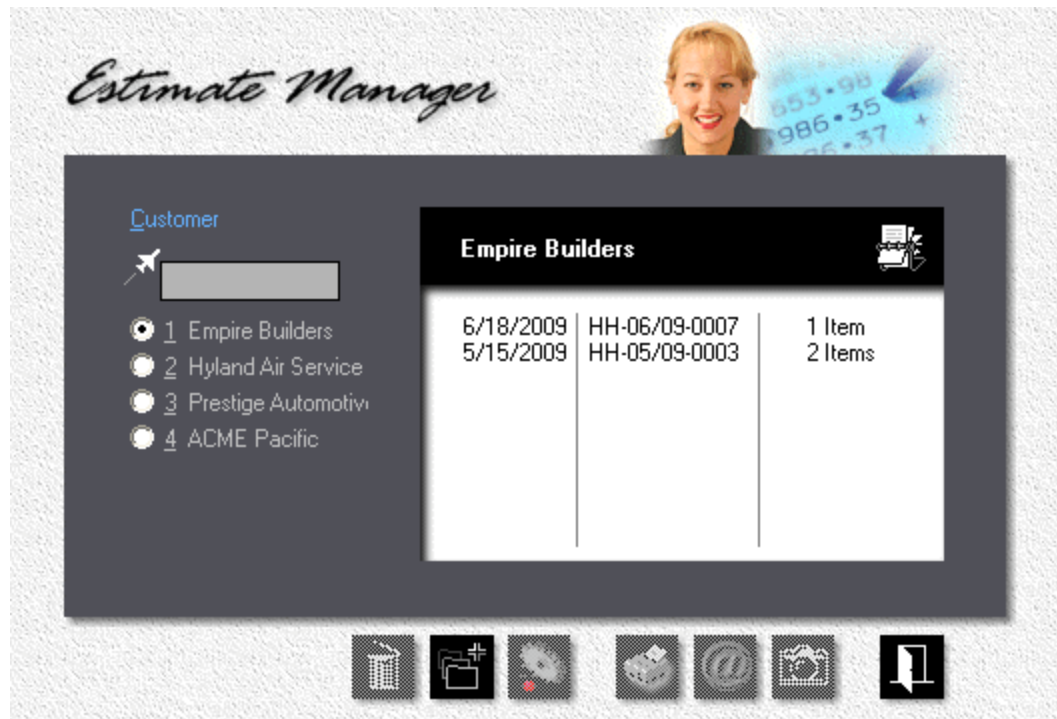 Estimate Manager
653•98
986•35 +
86•37 +
Customer
Empire Builders
1 Empire Builders
2 Hyland Air Service
3 Prestige Automotiv
4 ACME Pacific
6/18/2009 HH-06/09-0007 1 Item
5/15/2009 HH-05/09-0003 2 Items
@